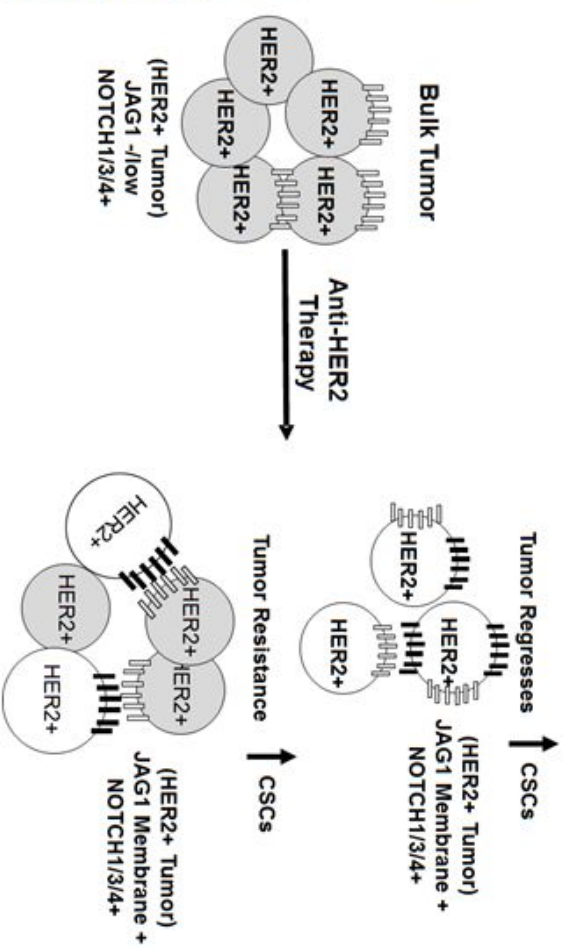 Bulk Tumor
HER2+
HER2+
HER2+
HER2+
HER2+
(HER2+ Tumor)
JAG1 -/low
NOTCH1/3/4+
Anti-HER2
Therapy
Tumor Regresses
CSCs
HER2+
HER2+
HER2+
(HER2+ Tumor)
JAG1 Membrane +
NOTCH1/3/4+
Tumor Resistance
CSCs
HER2+
HER2+
HER2+
HER2+
HER2+
(HER2+ Tumor)
JAG1 Membrane +
NOTCH1/3/4+